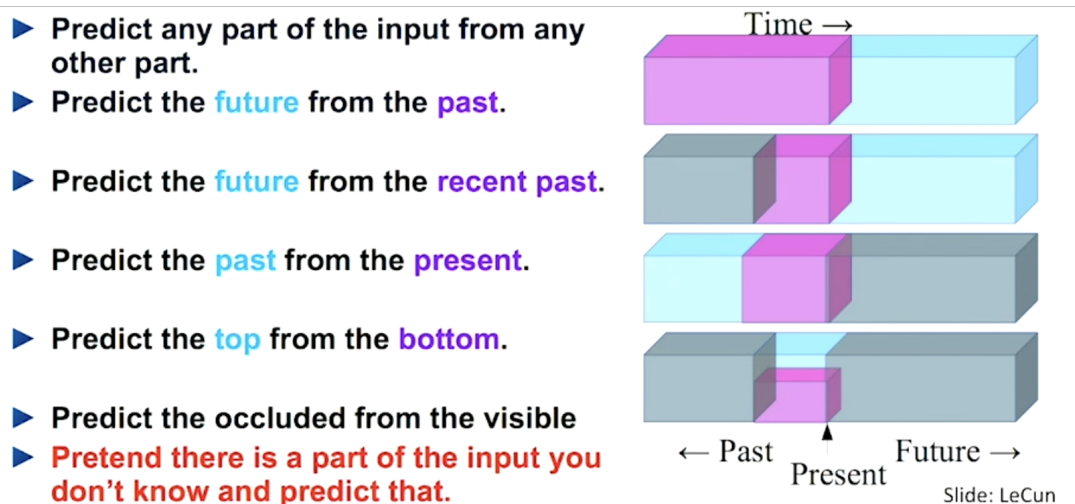 Predict any part of the input from any
other part.
Predict the future from the past.
Predict the future from the recent past.
Predict the past from the present.
Predict the top from the bottom.
Predict the occluded from the visible
Pretend there is a part of the input you
don't know and predict that.
Time →
← Past
Present
Future →
Slide: LeCun